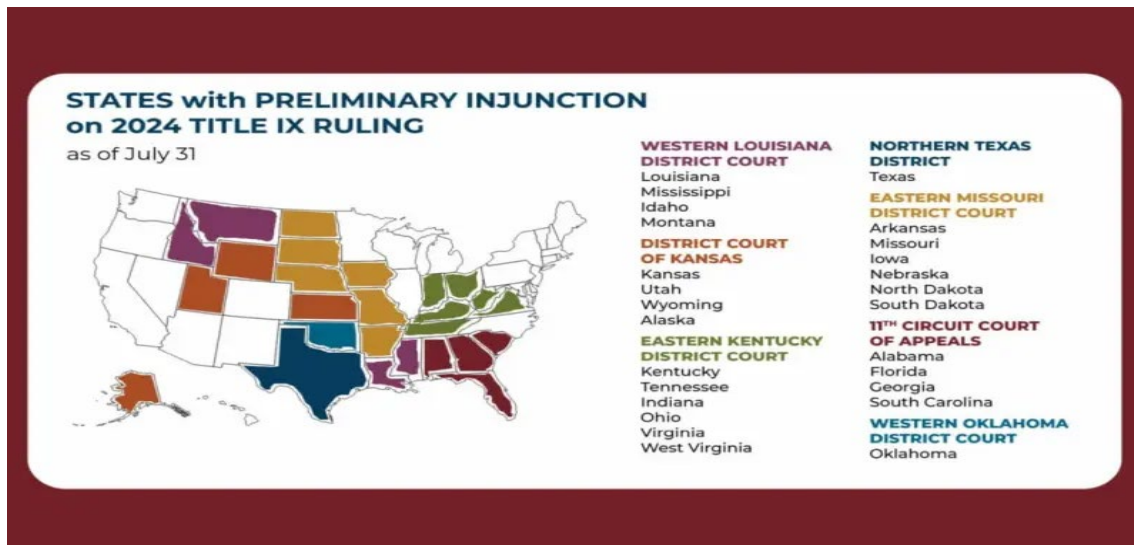 STATES with PRELIMINARY INJUNCTION
on 2024 TITLE IX RULING
as of July 31
WESTERN LOUISIANA
DISTRICT COURT
Louisiana
Mississippi
Idaho
Montana
DISTRICT COURT
OF KANSAS
Kansas
Utah
Wyoming
Alaska
EASTERN KENTUCKY
DISTRICT COURT
Kentucky
Tennessee
Indiana
Ohio
Virginia
West Virginia
NORTHERN TEXAS
DISTRICT
Texas
EASTERN MISSOURI
DISTRICT COURT
Arkansas
Missouri
Iowa
Nebraska
North Dakota
South Dakota
11TH CIRCUIT COURT
OF APPEALS
Alabama
Florida
Georgia
South Carolina
WESTERN OKLAHOMA
DISTRICT COURT
Oklahoma